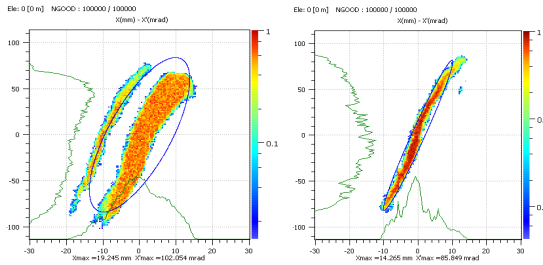 Ele: 0 [0 m] NGOOD : 100000 / 100000
X(mm) - X'(mrad)
100
50
0
-50
-100
-30 -20 -10 0 10 20 30
Xmax =19.245 mm X'max =102.054 mrad
1
0.1
Ele: 0 [0 m] NGOOD : 100000 / 100000
X(mm) - X'(mrad)
100
50
0
-50
-100
-30 -20 -10 0 10 20 30
Xmax =14.265 mm X'max =85.849 mrad
1
0.
0.